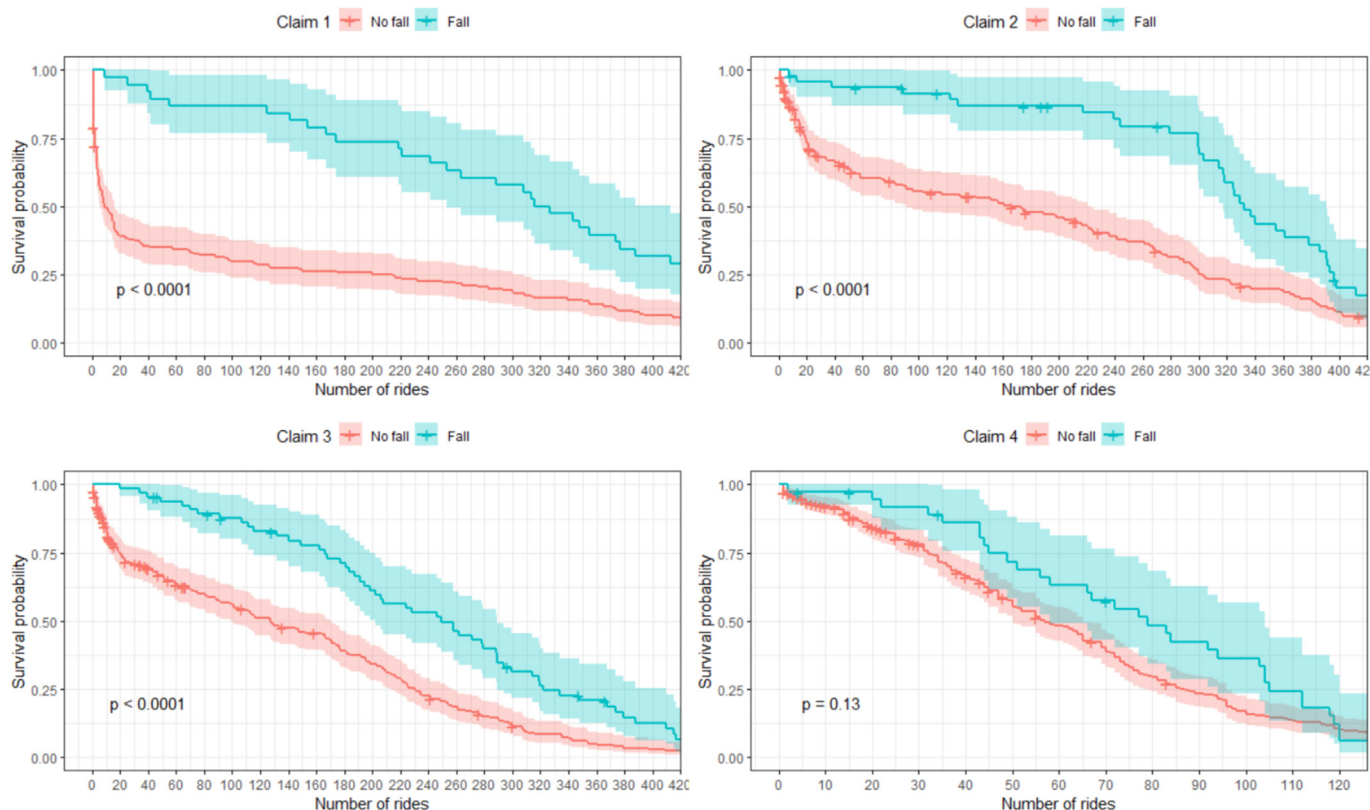 Claim 1 No fall Fall
1.00
0.75
0.50
0.25
0.00
Survival probability
p < 0.0001
0 20 40 60 80 100 120 140 160 180 200 220 240 260 280 300 320 340 360 380 400 420
Number of rides
Claim 2 No fall Fall
1.00
0.75
0.50
0.25
0.00
Survival probability
p < 0.0001
0 20 40 60 80 100 120 140 160 180 200 220 240 260 280 300 320 340 360 380 400 42
Number of rides
Claim 3 No fall Fall
1.00
0.75
0.50
0.25
0.00
Survival probability
p < 0.0001
0 20 40 60 80 100 120 140 160 180 200 220 240 260 280 300 320 340 360 380 400 420
Number of rides
Claim 4 No fall Fall
1.00
0.75
0.50
0.25
0.00
Survival probability
p = 0.13
0 10 20 30 40 50 60 70 80 90 100 110 120
Number of rides